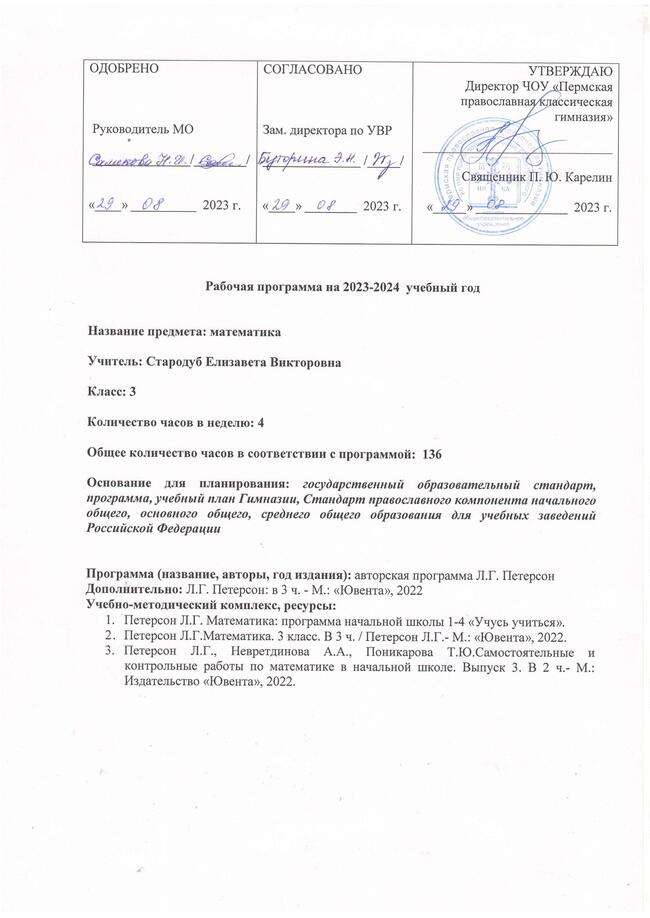 ОДОБРЕНО
Руководитель МО
«29» 08 2023 г.
СОГЛАСОВАНО
Зам. директора по УВР
Буторина Э.Н.
«29» 08 2023 г.
УТВЕРЖДАЮ
Директор ЧОУ «Пермская
православная классическая
гимназия»
Священник П. Ю. Карелин
«29» 08 2023 г.
Рабочая программа на 2023-2024 учебный год
Название предмета: математика
Учитель: Стародуб Елизавета Викторовна
Класс: 3
Количество часов в неделю: 4
Общее количество часов в соответствии с программой: 136
Основание для планирования: государственный образовательный стандарт,
программа, учебный план Гимназии, Стандарт православного компонента начального
общего, основного общего, среднего общего образования для учебных заведений
Российской Федерации
Программа (название, авторы, год издания): авторская программа Л.Г. Петерсон
Дополнительно: Л.Г. Петерсон: в 3 ч. - М.: «Ювента», 2022
Учебно-методический комплекс, ресурсы:
1. Петерсон Л.Г. Математика: программа начальной школы 1-4 «Учусь учиться».
2. Петерсон Л.Г.Математика. 3 класс. В 3 ч. / Петерсон Л.Г.- М.: «Ювента», 2022.
3. Петерсон Л.Г., Невретдинова А.А., Поникарова Т.Ю.Самостоятельные и
контрольные работы по математике в начальной школе. Выпуск 3. В 2 ч.- М.:
Издательство «Ювента», 2022.